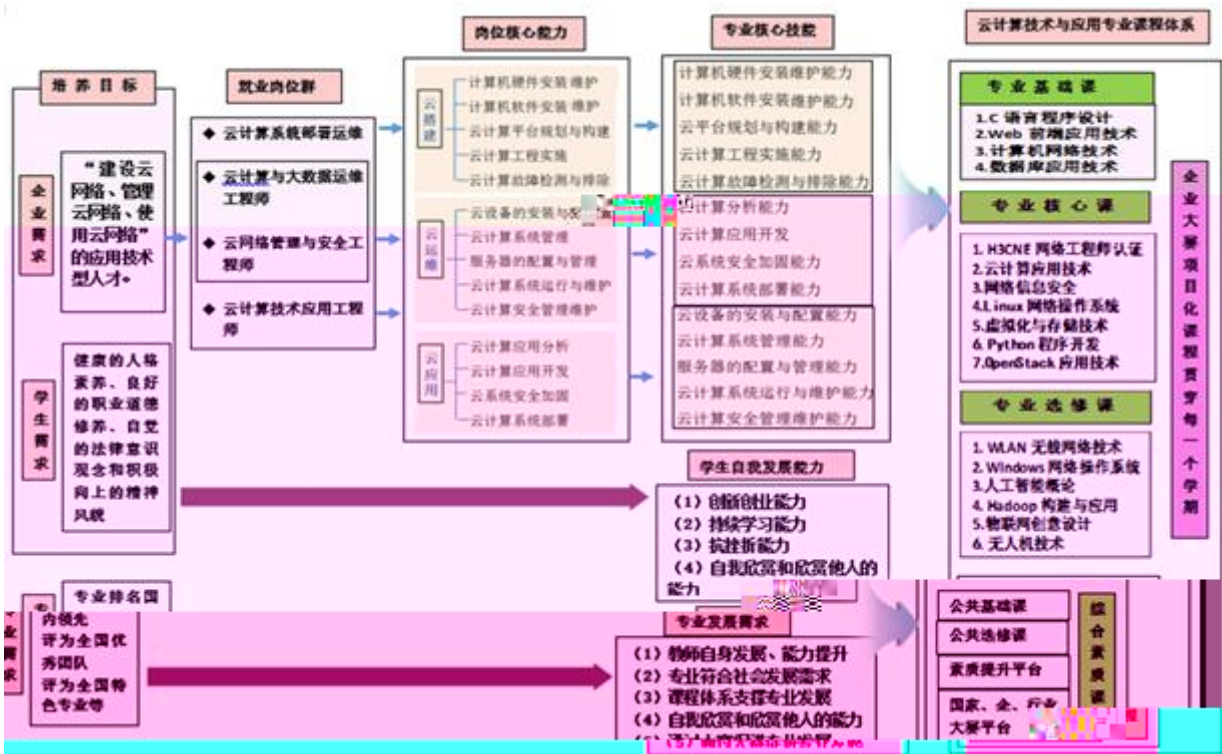 培养目标
企业需求
“建设云
网络、管理
云网络、使
用云网络”
的应用技术
型人才。
学生需求
健康的人格
素养、良好
的职业道德
修养、自觉
的法律意识
观念和积极
向上的精神
风貌
专业排名国
内领先
评为全国优
秀团队
评为全国特
色专业等
就业岗位群
◆ 云计算系统部署运维
◆ 云计算与大数据运维
工程师
◆ 云网络管理与安全工
程师
◆ 云计算技术应用工程
师
岗位核心能力
云搭建
计算机硬件安装维护
计算机软件安装维护
云计算平台规划与构建
云计算工程实施
云计算故障检测与排除
云运维
云设备的安装与配置
云计算系统管理
服务器的配置与管理
云计算系统运行与维护
云计算安全管理维护
云应用
云计算应用分析
云计算应用开发
云系统安全加固
云计算系统部署
专业核心技能
计算机硬件安装维护能力
计算机软件安装维护能力
云平台规划与构建能力
云计算工程实施能力
云计算故障检测与排除能力
云计算分析能力
云计算应用开发
云系统安全加固能力
云计算系统部署能力
云设备的安装与配置能力
云计算系统管理能力
服务器的配置与管理能力
云计算系统运行与维护能力
云计算安全管理维护能力
学生自我发展能力
（1）创新创业能力
（2）持续学习能力
（3）抗挫折能力
（4）自我欣赏和欣赏他人的
能力
专业发展需求
（1）教师自身发展、能力提升
（2）专业符合社会发展需求
（3）课程体系支撑专业发展
（4）自我欣赏和欣赏他人的能力
云计算技术与应用专业课程体系
专业基础课
1.C 语言程序设计
2.Web 前端应用技术
3.计算机网络技术
4.数据库应用技术
专业核心课
1. H3CNE 网络工程师认证
2.云计算应用技术
3.网络信息安全
4.Linux 网络操作系统
5.虚拟化与存储技术
6. Python 程序开发
7.OpenStack 应用技术
专业选修课
1. WLAN 无线网络技术
2. Windows 网络操作系统
3.人工智能概论
4. Hadoop 构建与应用
5.物联网创意设计
6. 无人机技术
企业大赛项目化课程贯穿每一个学期
公共基础课
公共选修课
素质提升平台
国家、企、行业
大赛平台
综合素质课